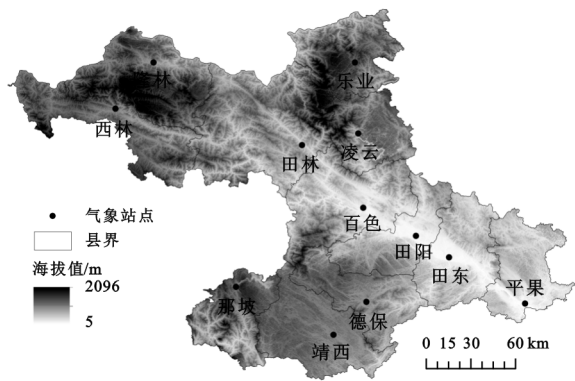 林
乐业
西林
田林
凌云
百色
田阳
田东
平果
那坡
德保
靖西
气象站点
县界
海拔值/m
2096
5
0 15 30 60 km